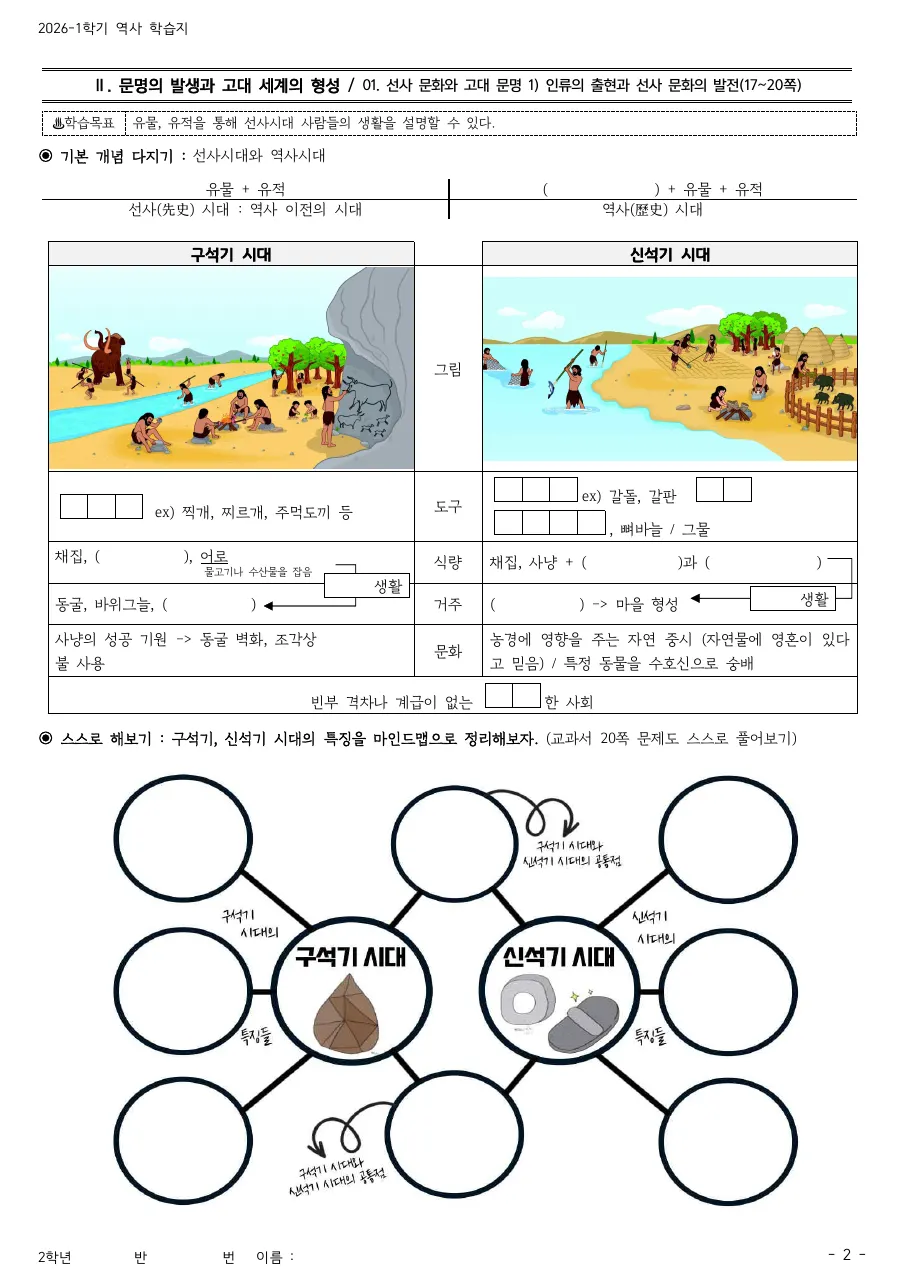 2026-1학기 역사 학습지
Ⅱ. 문명의 발생과 고대 세계의 형성 / 01. 선사 문화와 고대 문명 1) 인류의 출현과 선사 문화의 발전(17~20쪽)
♨학습목표 유물, 유적을 통해 선사시대 사람들의 생활을 설명할 수 있다.
◉ 기본 개념 다지기 : 선사시대와 역사시대
유물 + 유적 ( ) + 유물 + 유적
선사(先史) 시대 : 역사 이전의 시대 역사(歷史) 시대
구석기 시대 신석기 시대
그림
ex) 찍개, 찌르개, 주먹도끼 등
도구
ex) 갈돌, 갈판
, 뼈바늘 / 그물
채집, ( ), 어로
물고기나 수산물을 잡음
식량
채집, 사냥 + ( )과 ( )
생활 생활
동굴, 바위그늘, ( )
거주
( ) -> 마을 형성
사냥의 성공 기원 -> 동굴 벽화, 조각상
불 사용
문화
농경에 영향을 주는 자연 중시 (자연물에 영혼이 있다
고 믿음) / 특정 동물을 수호신으로 숭배
빈부 격차나 계급이 없는 한 사회
◉ 스스로 해보기 : 구석기, 신석기 시대의 특징을 마인드맵으로 정리해보자. (교과서 20쪽 문제도 스스로 풀어보기)
구석기 시대와
신석기 시대의 공통점
구석기
시대의
신석기
시대의
구석기 시대
신석기 시대
특징들
특징들
구석기 시대와
신석기 시대의 공통점
2학년 반 번 이름 :
- 2 -